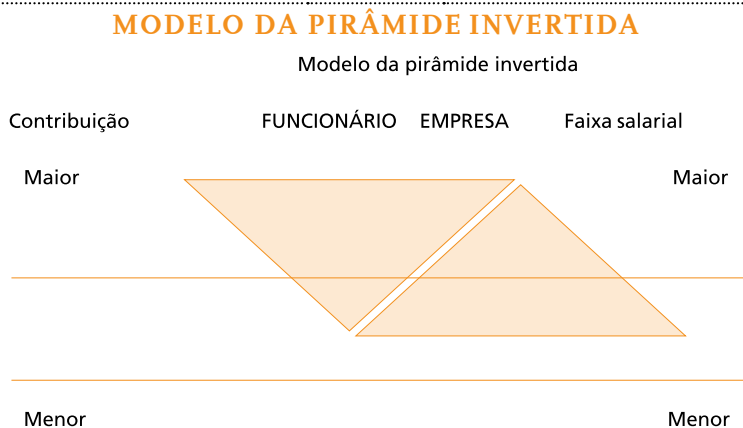 MODELO DA PIRÂMIDE INVERTIDA
Modelo da pirâmide invertida
Contribuição FUNCIONÁRIO EMPRESA Faixa salarial
Maior Maior
Menor Menor